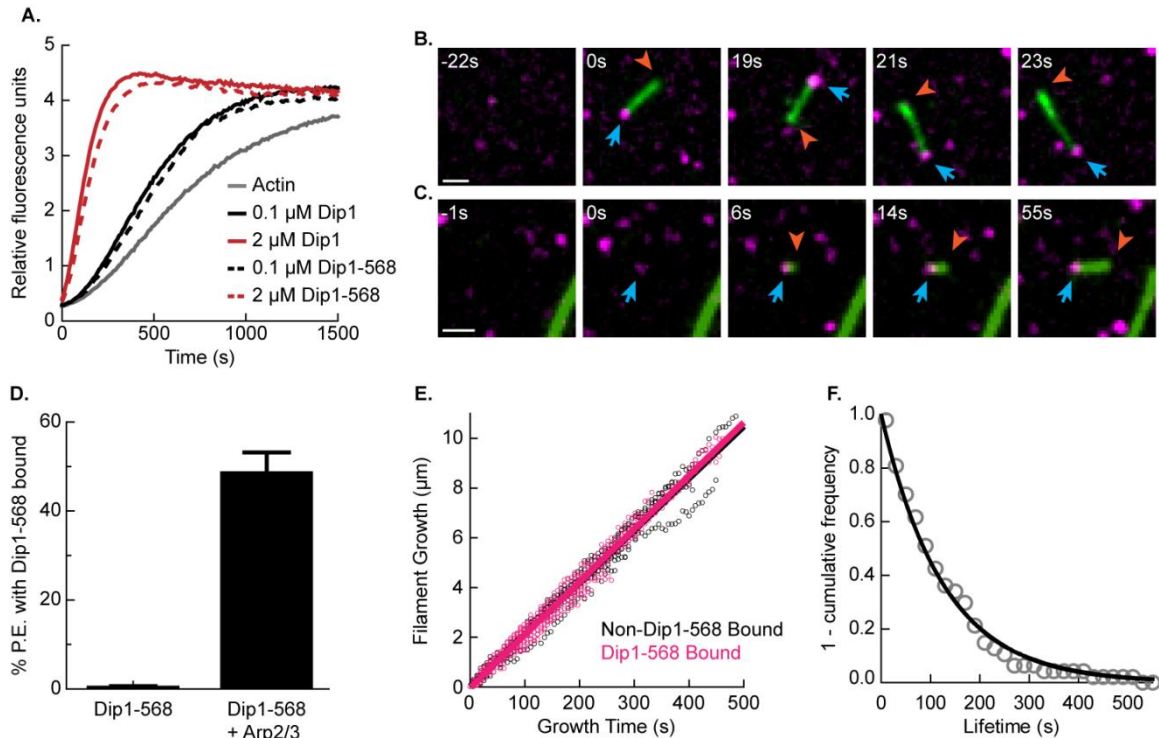 A.
Relative fluorescence units
5
4
3
2
1
0
0 500 1000 1500
Time (s)
Actin
0.1 µM Dip1
2 µM Dip1
0.1 µM Dip1-568
2 µM Dip1-568
B.
-22s 0s 19s 21s 23s
C.
-1s 0s 6s 14s 55s
D.
% P.E. with Dip1-568 bound
60
40
20
0
Dip1-568
Dip1-568
+ Arp2/3
E.
Filament Growth (µm)
10
8
6
4
2
0
0 100 200 300 400 500
Growth Time (s)
Non-Dip1-568 Bound
Dip1-568 Bound
F.
1 - cumulative frequency
1.0
0.8
0.6
0.4
0.2
0.0
0 100 200 300 400 500
Lifetime (s)